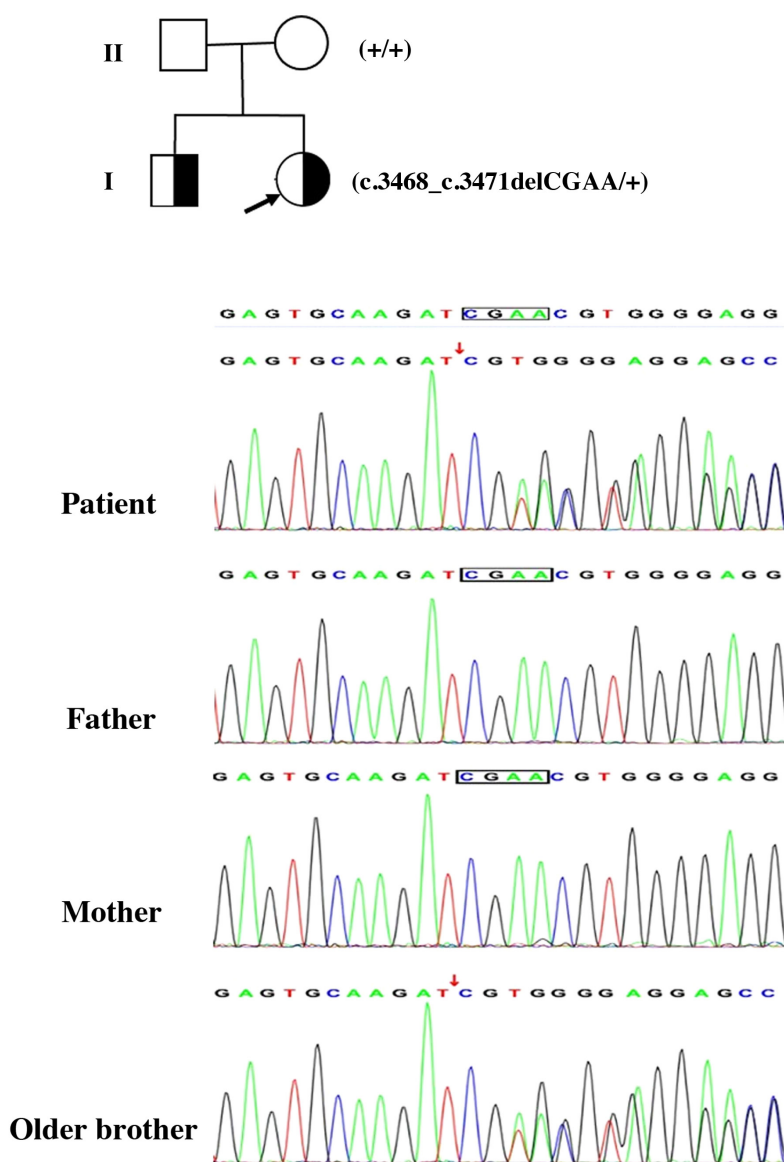 II (+/+)
I (c.3468_c.3471delCGAA/+)
G A G T G C A A G A T C G A A C G T G G G G A G G
G A G T G C A A G A T C G T G G G G A G G A G C C
Patient
G A G T G C A A G A T C G A A C G T G G G G A G G
Father
G A G T G C A A G A T C G A A C G T G G G G A G G
Mother
G A G T G C A A G A T C G T G G G G A G G A G C C
Older brother